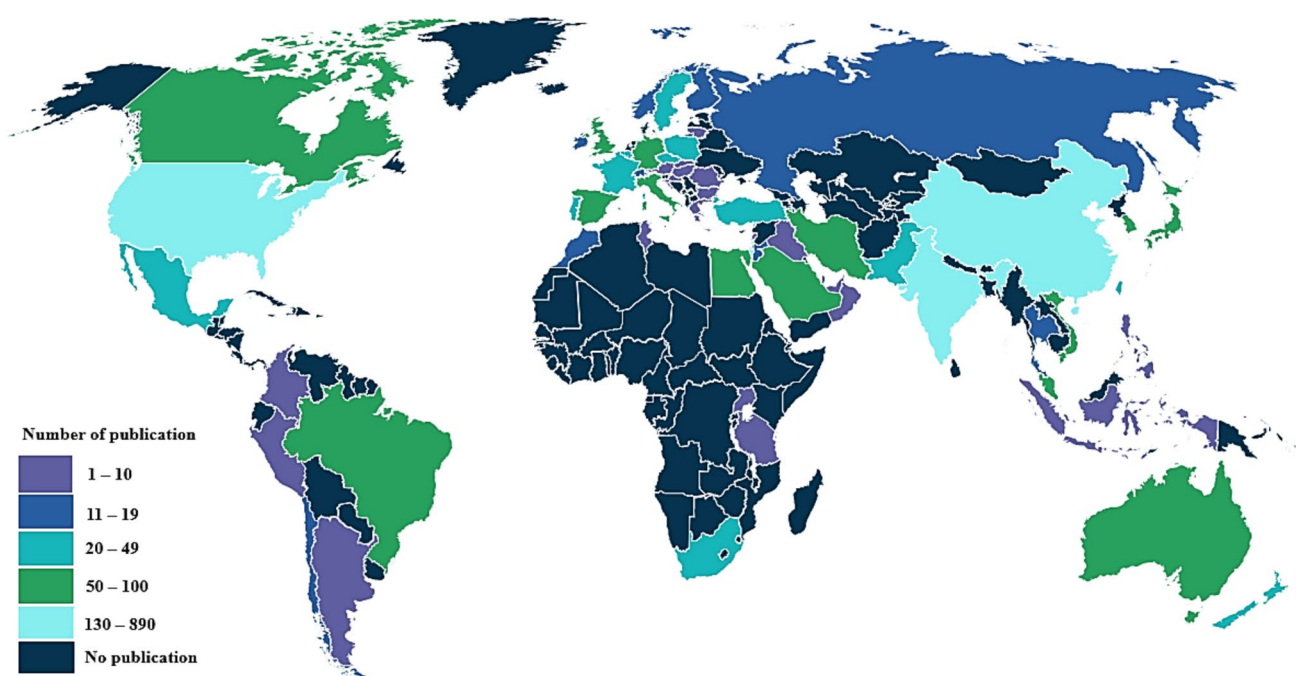 Number of publication
1 – 10
11 – 19
20 – 49
50 – 100
130 – 890
No publication